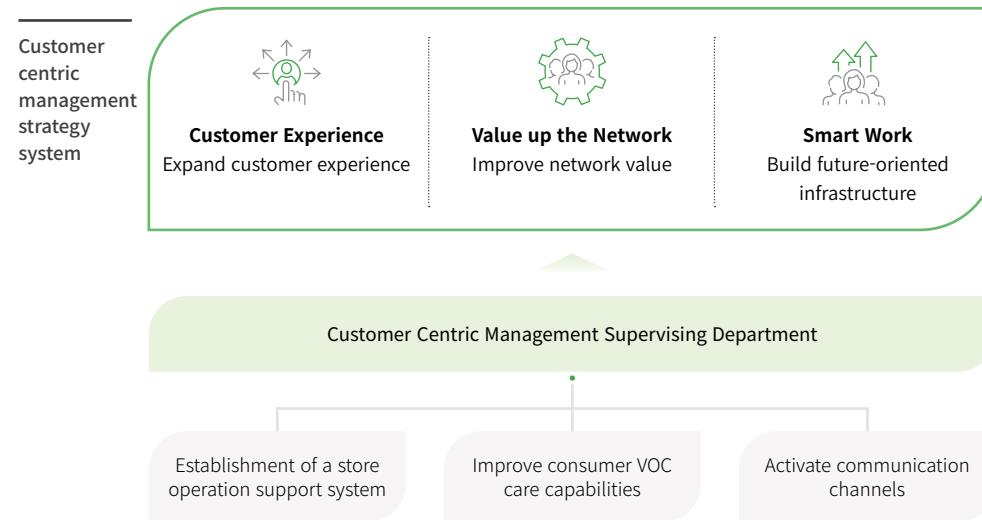 Customer
centric
management
strategy
system
Customer Experience
Expand customer experience
Value up the Network
Improve network value
Smart Work
Build future-oriented
infrastructure
Customer Centric Management Supervising Department
Establishment of a store
operation support system
Improve consumer VOC
care capabilities
Activate communication
channels